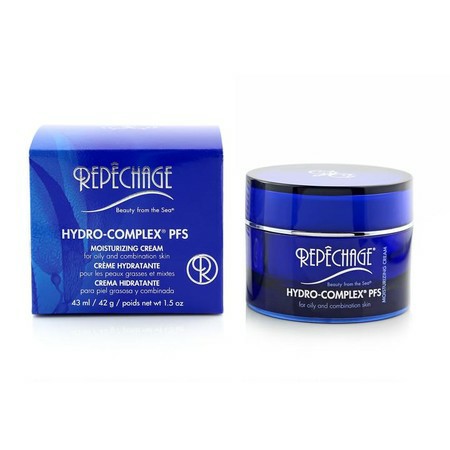 REPÊCHAGE
Beauty from the Sea®
HYDRO-COMPLEX® PFS
MOISTURIZING CREAM
for oily and combination skin
CRÈME HYDRATANTE
pour les peaux grasses et mixtes
CREMA HIDRATANTE
para piel grasosa y combinada
43 ml / 42 g / poids net wt 1.5 oz
REPÊCHAGE®
Beauty from the Sea®
HYDRO-COMPLEX® PFS
for oily and combination skin
MOISTURIZING CREAM